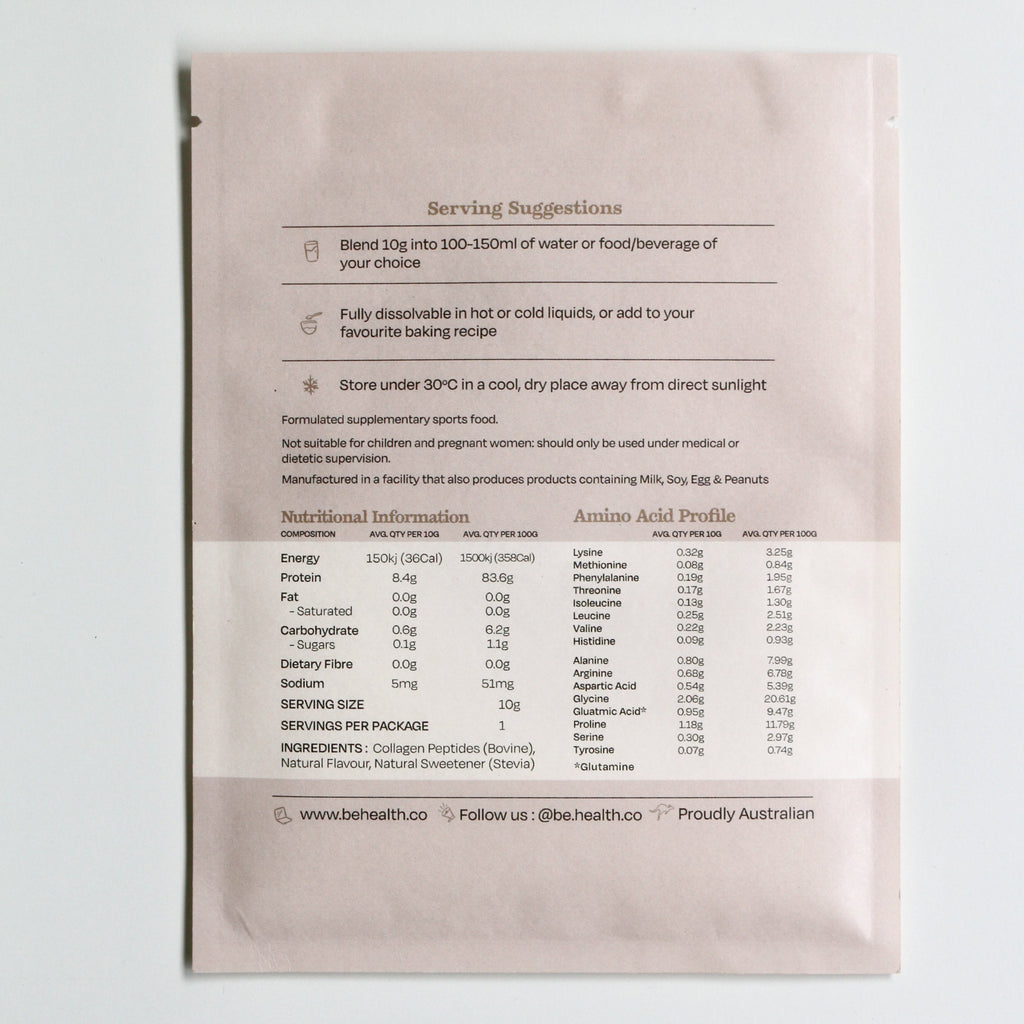 Serving Suggestions
Blend 10g into 100-150ml of water or food/beverage of
your choice
Fully dissolvable in hot or cold liquids, or add to your
favourite baking recipe
Store under 30ºC in a cool, dry place away from direct sunlight
Formulated supplementary sports food.
Not suitable for children and pregnant women: should only be used under medical or
dietetic supervision.
Manufactured in a facility that also produces products containing Milk, Soy, Egg & Peanuts
Nutritional Information
COMPOSITION AVG. QTY PER 10G AVG. QTY PER 100G
Energy 150kj (36Cal) 1500kj (358Cal)
Protein 8.4g 83.6g
Fat 0.0g 0.0g
- Saturated 0.0g 0.0g
Carbohydrate 0.6g 6.2g
- Sugars 0.1g 1.1g
Dietary Fibre 0.0g 0.0g
Sodium 5mg 51mg
SERVING SIZE 10g
SERVINGS PER PACKAGE 1
INGREDIENTS : Collagen Peptides (Bovine),
Natural Flavour, Natural Sweetener (Stevia)
Amino Acid Profile
AVG. QTY PER 10G AVG. QTY PER 100G
Lysine 0.32g 3.25g
Methionine 0.08g 0.84g
Phenylalanine 0.19g 1.95g
Threonine 0.17g 1.67g
Isoleucine 0.13g 1.30g
Leucine 0.25g 2.51g
Valine 0.22g 2.23g
Histidine 0.09g 0.93g
Alanine 0.80g 7.99g
Arginine 0.68g 6.78g
Aspartic Acid 0.54g 5.39g
Glycine 2.06g 20.61g
Gluatmic Acid* 0.95g 9.47g
Proline 1.18g 11.79g
Serine 0.30g 2.97g
Tyrosine 0.07g 0.74g
*Glutamine
www.behealth.co Follow us : @be.health.co Proudly Australian